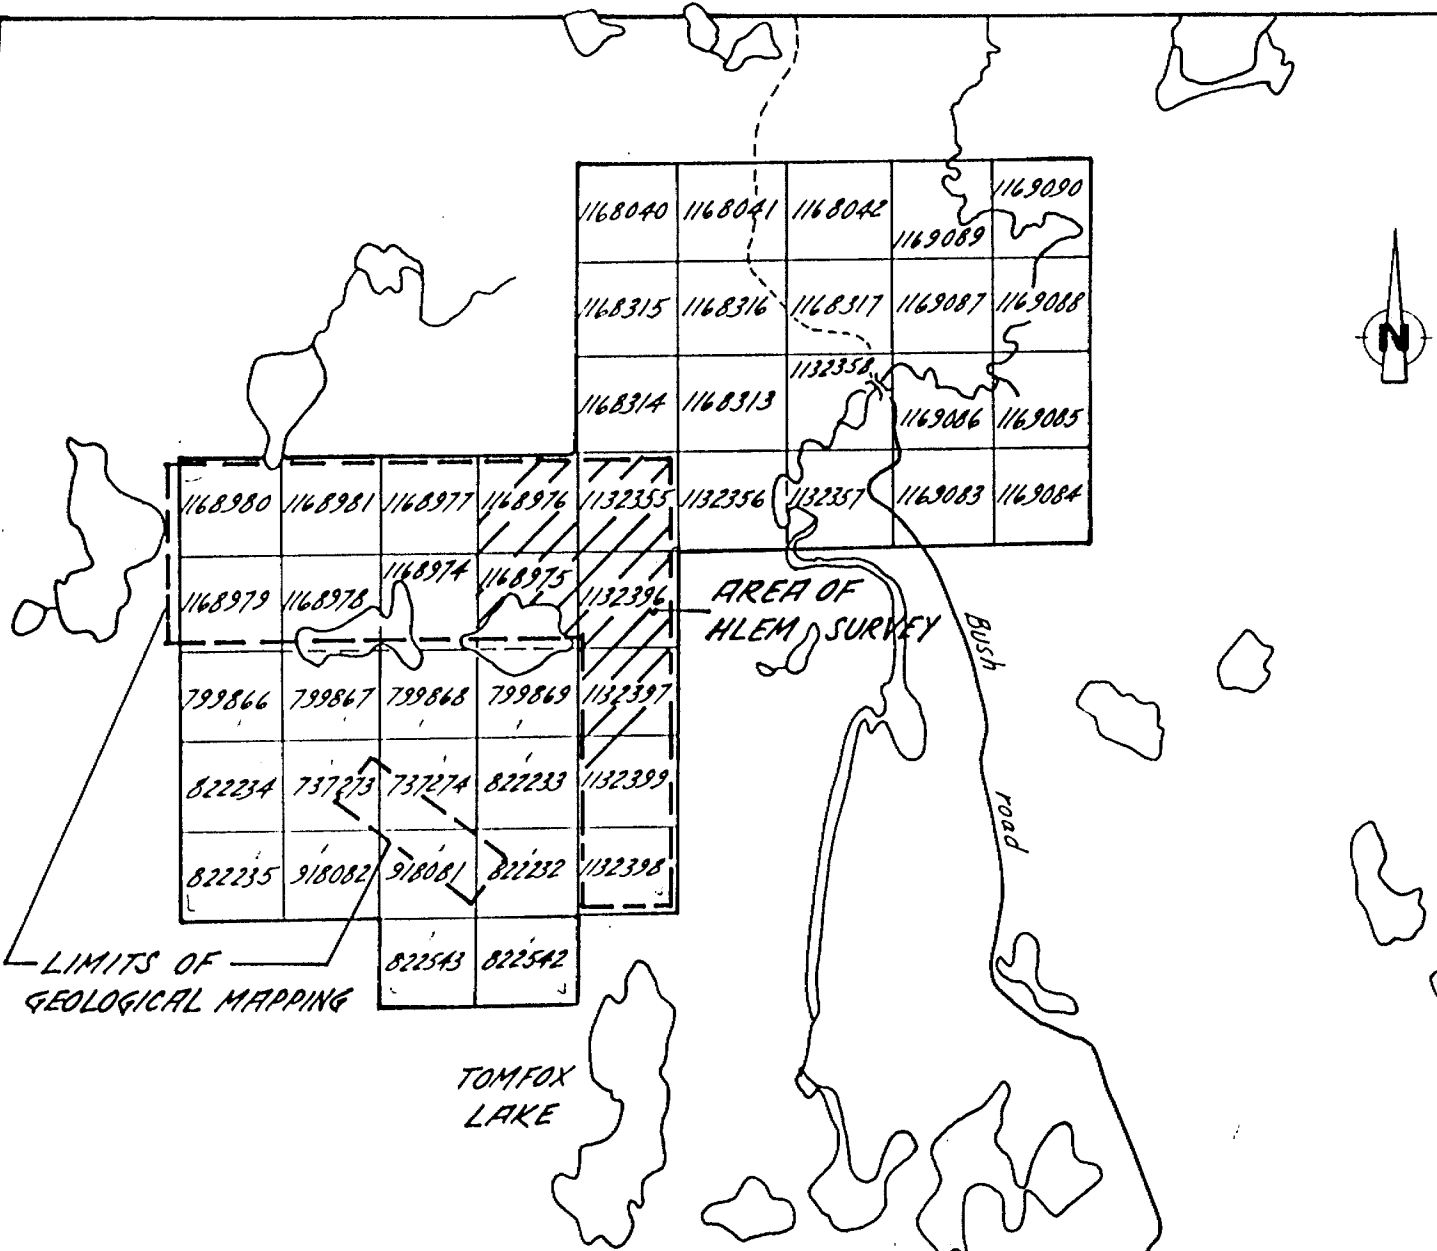 1169090
1168040 1168041 1168042
1169089
1168315 1168316 1168317 1169087 1169088
N
1132358
1168314 1168313
1169086 1169085
1168980 1168981 1168977 1168976 1132355 1132356 1132357 1169083 1169084
1168974 1168975
1168979 1168978 1132396
AREA OF
HLEM SURVEY
Bush
road
799866 799867 799868 799869 1132397
822234 737273 737274 822233 1132399
822235 918082 918081 822232 1132398
LIMITS OF
GEOLOGICAL MAPPING
822543 822542
TOMFOX
LAKE